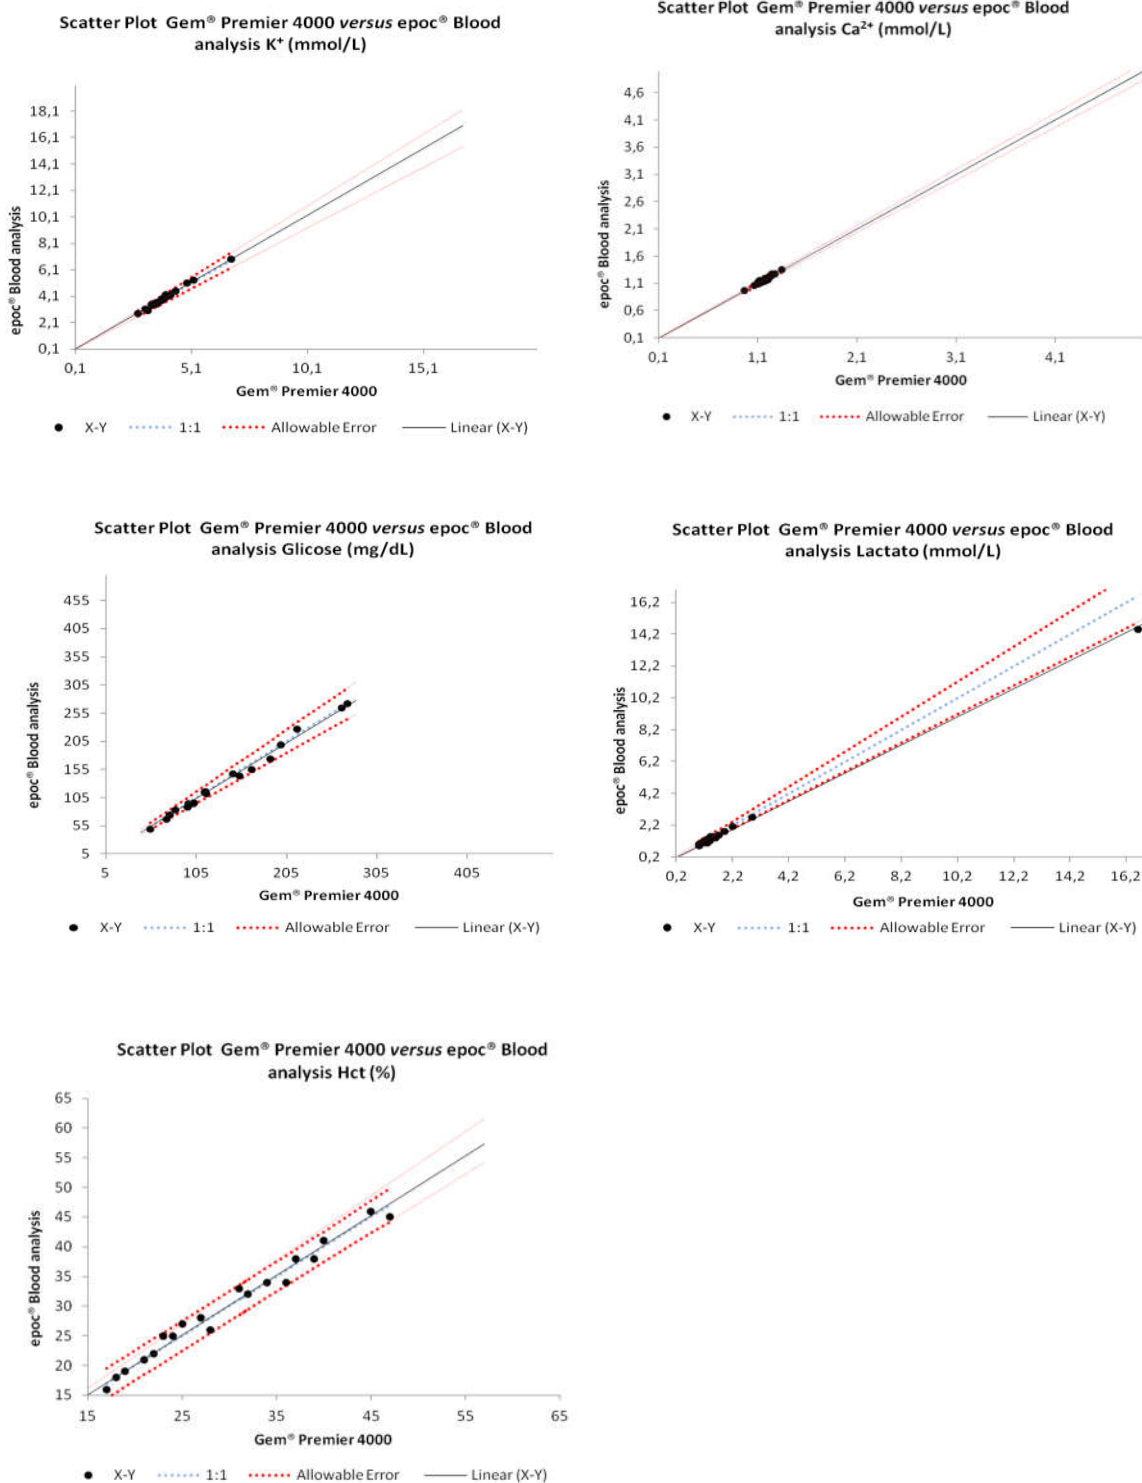 Scatter Plot Gem® Premier 4000 versus epoc® Blood
analysis K⁺ (mmol/L)
epoc® Blood analysis
18,1
16,1
14,1
12,1
10,1
8,1
6,1
4,1
2,1
0,1
0,1 5,1 10,1 15,1
Gem® Premier 4000
X-Y 1:1 Allowable Error Linear (X-Y)
Scatter Plot Gem® Premier 4000 versus epoc® Blood
analysis Ca²⁺ (mmol/L)
epoc® Blood analysis
4,6
4,1
3,6
3,1
2,6
2,1
1,6
1,1
0,6
0,1
0,1 1,1 2,1 3,1 4,1
Gem® Premier 4000
X-Y 1:1 Allowable Error Linear (X-Y)
Scatter Plot Gem® Premier 4000 versus epoc® Blood
analysis Glicose (mg/dL)
epoc® Blood analysis
455
405
355
305
255
205
155
105
55
5
5 105 205 305 405
Gem® Premier 4000
X-Y 1:1 Allowable Error Linear (X-Y)
Scatter Plot Gem® Premier 4000 versus epoc® Blood
analysis Lactato (mmol/L)
epoc® Blood analysis
16,2
14,2
12,2
10,2
8,2
6,2
4,2
2,2
0,2
0,2 2,2 4,2 6,2 8,2 10,2 12,2 14,2 16,2
Gem® Premier 4000
X-Y 1:1 Allowable Error Linear (X-Y)
Scatter Plot Gem® Premier 4000 versus epoc® Blood
analysis Hct (%)
epoc® Blood analysis
65
60
55
50
45
40
35
30
25
20
15
15 25 35 45 55 65
Gem® Premier 4000
X-Y 1:1 Allowable Error Linear (X-Y)